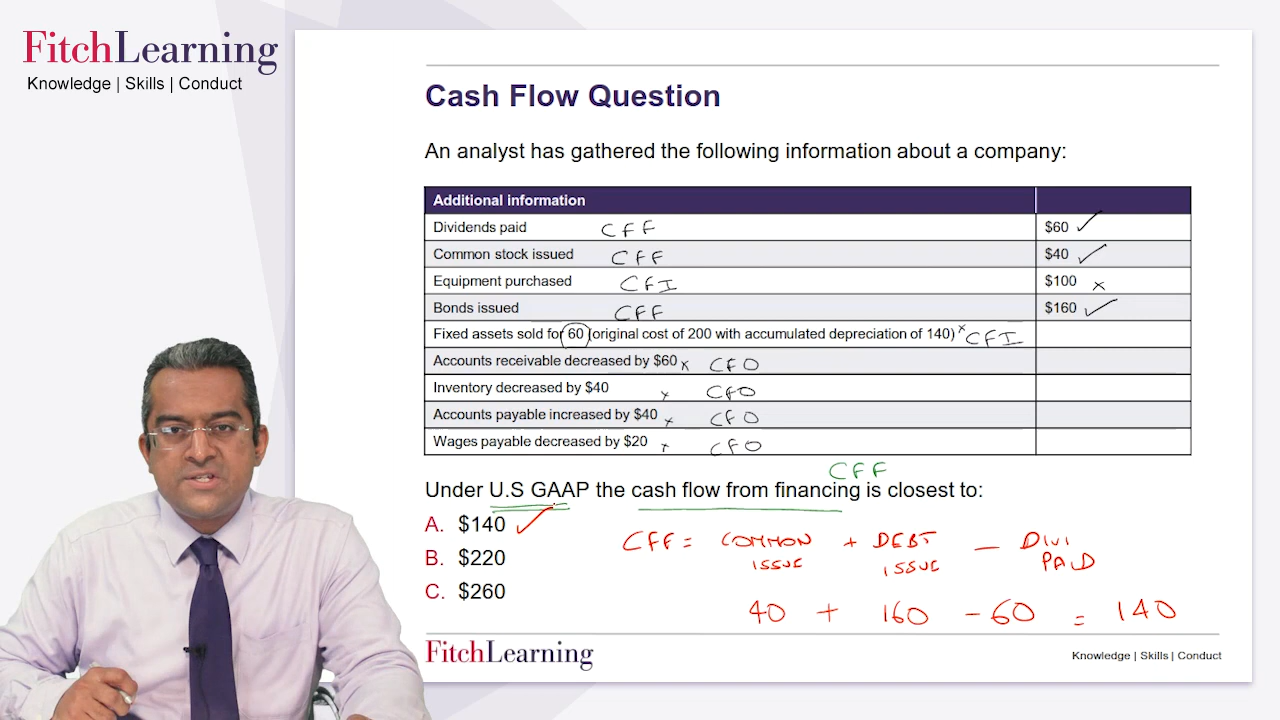 FitchLearning
Knowledge | Skills | Conduct
Cash Flow Question
An analyst has gathered the following information about a company:
Additional information
Dividends paid CFF $60 ✓
Common stock issued CFF $40 ✓
Equipment purchased CFI $100 x
Bonds issued CFF $160 ✓
Fixed assets sold for 60 (original cost of 200 with accumulated depreciation of 140) x CFI
Accounts receivable decreased by $60 x CFO
Inventory decreased by $40 x CFO
Accounts payable increased by $40 x CFO
Wages payable decreased by $20 x CFO
CFF
Under U.S GAAP the cash flow from financing is closest to:
A. $140 ✓
B. $220
C. $260
CFF = COMMON ISSUE + DEBT ISSUE - DIVI PAID
40 + 160 - 60 = 140
FitchLearning
Knowledge | Skills | Conduct